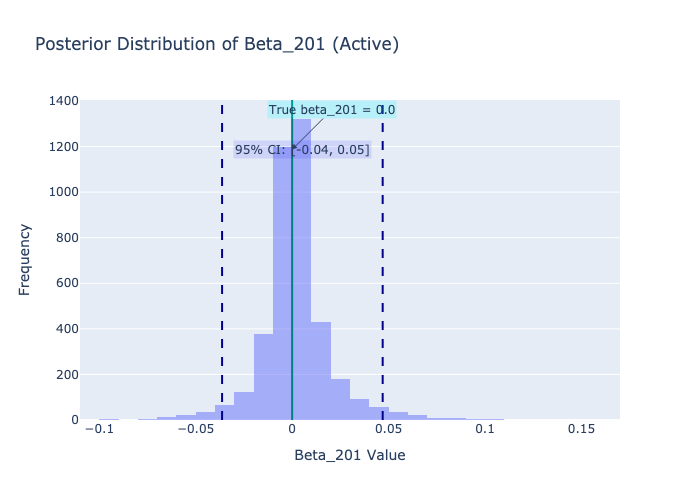 Posterior Distribution of Beta_201 (Active)
1400
True beta_201 = 0.0
1200
95% CI: [-0.04, 0.05]
1000
800
600
400
200
0
Frequency
−0.1
−0.05
0
0.05
0.1
0.15
Beta_201 Value